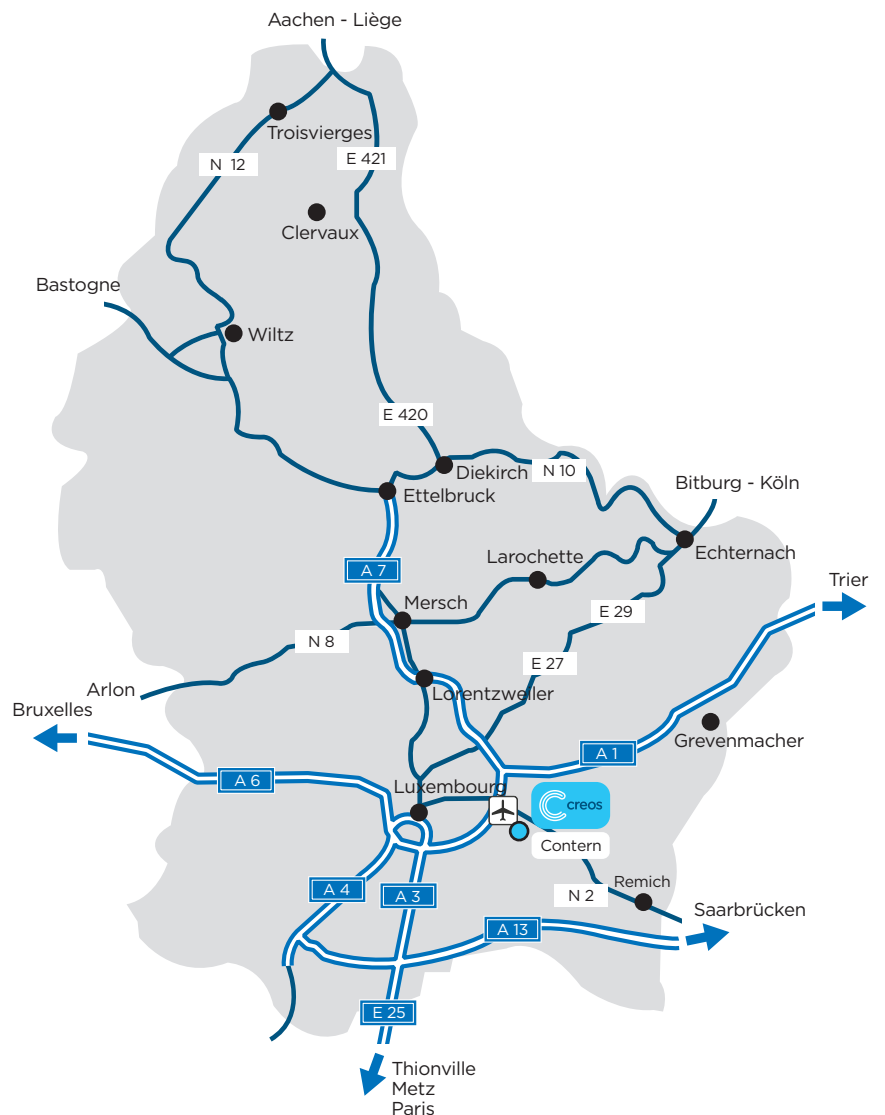 Aachen - Liège
Troisvierges
N 12
E 421
Clervaux
Bastogne
Wiltz
E 420
Diekirch
N 10
Bitburg - Köln
Ettelbruck
Echternach
Larochette
A 7
Trier
Mersch
E 29
N 8
E 27
Arlon
Lorentzweiler
Bruxelles
Grevenmacher
A 1
A 6
Luxembourg
creos
Contern
A 4
A 3
N 2
Remich
Saarbrücken
A 13
E 25
Thionville
Metz
Paris